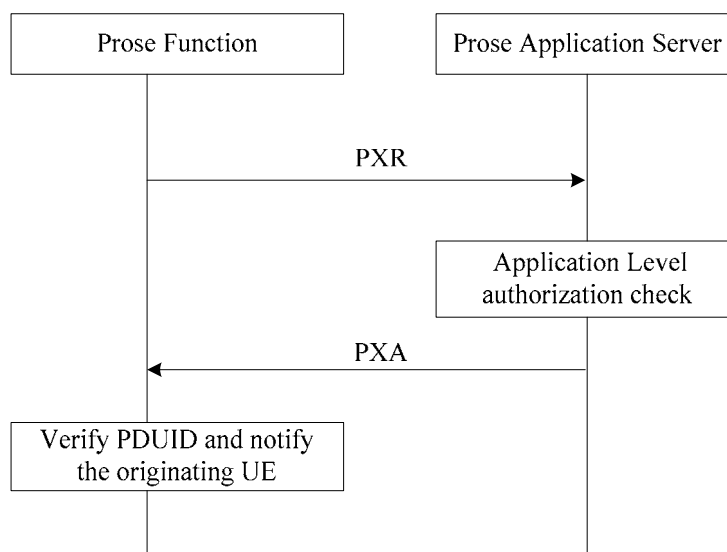 Prose Function
Prose Application Server
PXR
Application Level
authorization check
PXA
Verify PDUID and notify
the originating UE